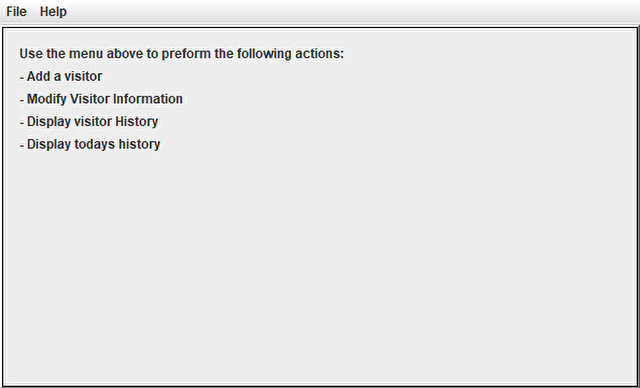 File Help
Use the menu above to preform the following actions:
- Add a visitor
- Modify Visitor Information
- Display visitor History
- Display todays history